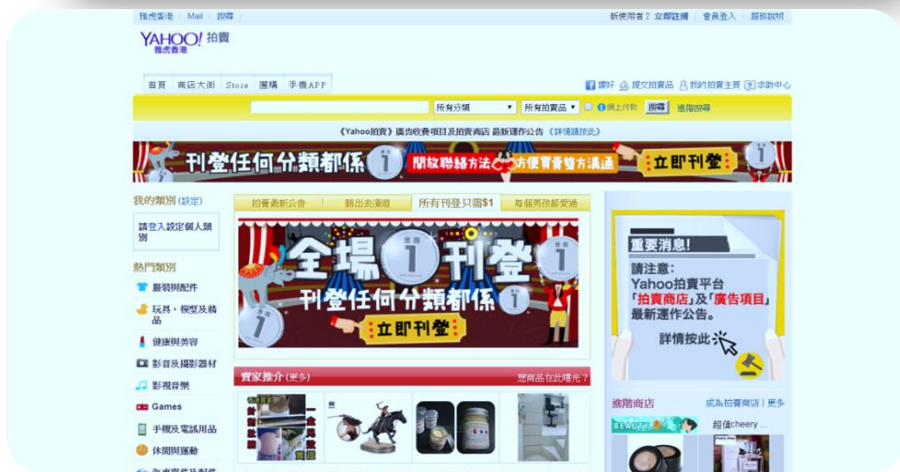 雅虎香港 Mail 搜尋
新使用者？ 立即註冊 會員登入 服務說明
YAHOO! 拍賣
雅虎香港
首頁 商店大街 Store 團購 手機APP
讚好 提交拍賣品 我的拍賣主頁 求助中心
所有分類 所有拍賣品 網上付款 搜尋 進階搜尋
《Yahoo拍賣》廣告收費項目及拍賣商店 最新運作公告 《詳情請按此》
刊登任何分類都係 1 開放聯絡方法 方便買賣雙方溝通 立即刊登 1
我的類別 (設定)
請登入設定個人類別
熱門類別
服裝與配件
玩具，模型及精品
健康與美容
影音及攝影器材
影視音樂
Games
手機及電話用品
休閒與運動
拍賣最新公告 所有刊登只需$1 每個男孩都愛過
全場 1 刊登 1
刊登任何分類都係 1
立即刊登
重要消息!
請注意：
Yahoo拍賣平台
「拍賣商店」及「廣告項目」
最新運作公告。
詳情按此
賣家推介 (更多) 想商品在此曝光？
進階商店 成為拍賣商店 | 更多
BEAUTY
超值cheery ...